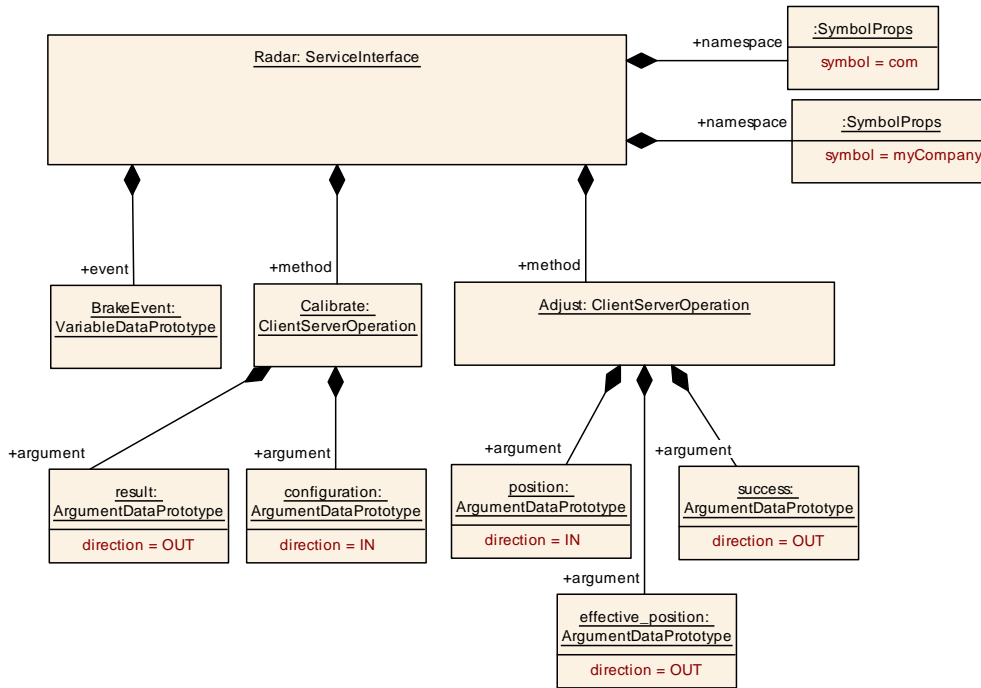 :SymbolProps
+namespace
symbol = com
Radar: ServiceInterface
+namespace
:SymbolProps
symbol = myCompany
+event
+method
+method
BrakeEvent:
VariableDataPrototype
Calibrate:
ClientServerOperation
Adjust: ClientServerOperation
+argument
+argument
+argument
+argument
result:
ArgumentDataPrototype
direction = OUT
configuration:
ArgumentDataPrototype
direction = IN
position:
ArgumentDataPrototype
direction = IN
success:
ArgumentDataPrototype
direction = OUT
+argument
effective_position:
ArgumentDataPrototype
direction = OUT